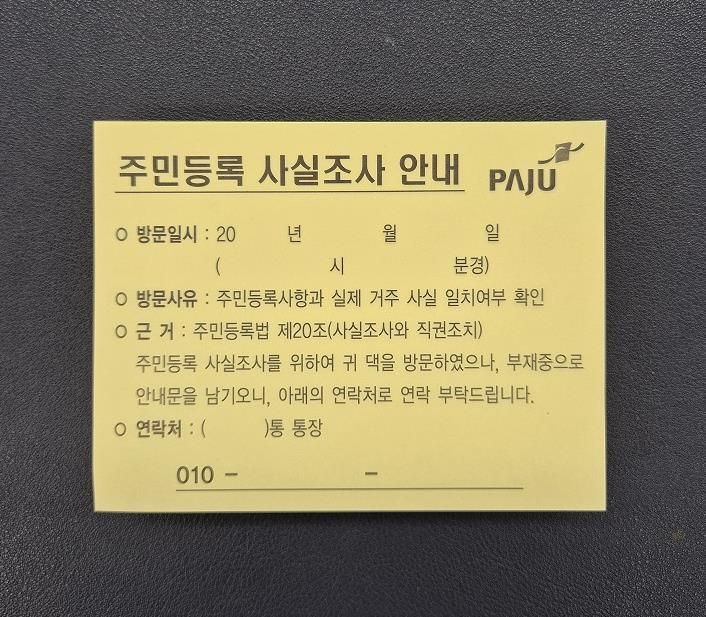 주민등록 사실조사 안내 PAJU
○ 방문일시 : 20 년 월 일
( 시 분경)
○ 방문사유 : 주민등록사항과 실제 거주 사실 일치여부 확인
○ 근 거 : 주민등록법 제20조(사실조사와 직권조치)
주민등록 사실조사를 위하여 귀 댁을 방문하였으나, 부재중으로
안내문을 남기오니, 아래의 연락처로 연락 부탁드립니다.
○ 연락처 : ( )통 통장
010 - -